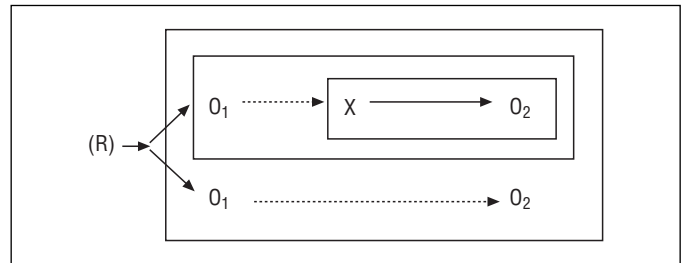 O₁ X O₂
(R)
O₁ O₂